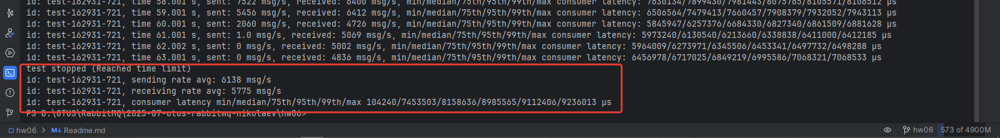 id: test-162931-721, time 58.001 s, sent: 7522 msg/s, received: 6400 msg/s, min/median/75th/95th/99th/max consumer latency: 7630134/7899430/7981443/8075765/8105571/8108512 µs
id: test-162931-721, time 59.001 s, sent: 5456 msg/s, received: 6412 msg/s, min/median/75th/95th/99th/max consumer latency: 6506564/7479413/7660457/7908379/7932052/7943113 µs
id: test-162931-721, time 60.001 s, sent: 2060 msg/s, received: 4726 msg/s, min/median/75th/95th/99th/max consumer latency: 5845947/6257376/6684330/6827340/6861509/6881628 µs
id: test-162931-721, time 61.001 s, sent: 1.0 msg/s, received: 5069 msg/s, min/median/75th/95th/99th/max consumer latency: 5973240/6130540/6213660/6338838/6411000/6412185 µs
id: test-162931-721, time 62.002 s, sent: 0 msg/s, received: 5002 msg/s, min/median/75th/95th/99th/max consumer latency: 5964009/6273971/6345506/6453341/6497732/6498288 µs
id: test-162931-721, time 63.001 s, sent: 0 msg/s, received: 4836 msg/s, min/median/75th/95th/99th/max consumer latency: 6456978/6717025/6849219/6995586/7068321/7068533 µs
test stopped (Reached time limit)
id: test-162931-721, sending rate avg: 6138 msg/s
id: test-162931-721, receiving rate avg: 5775 msg/s
id: test-162931-721, consumer latency min/median/75th/95th/99th/max 104240/7453503/8158636/8985565/9112406/9236013 µs
PS D:\OTUS\RabbitMQ\2025-07-otus-rabbitmq-nikolaev\hw06>
hw06 > M↓ Readme.md
hw06 573 of 4900M